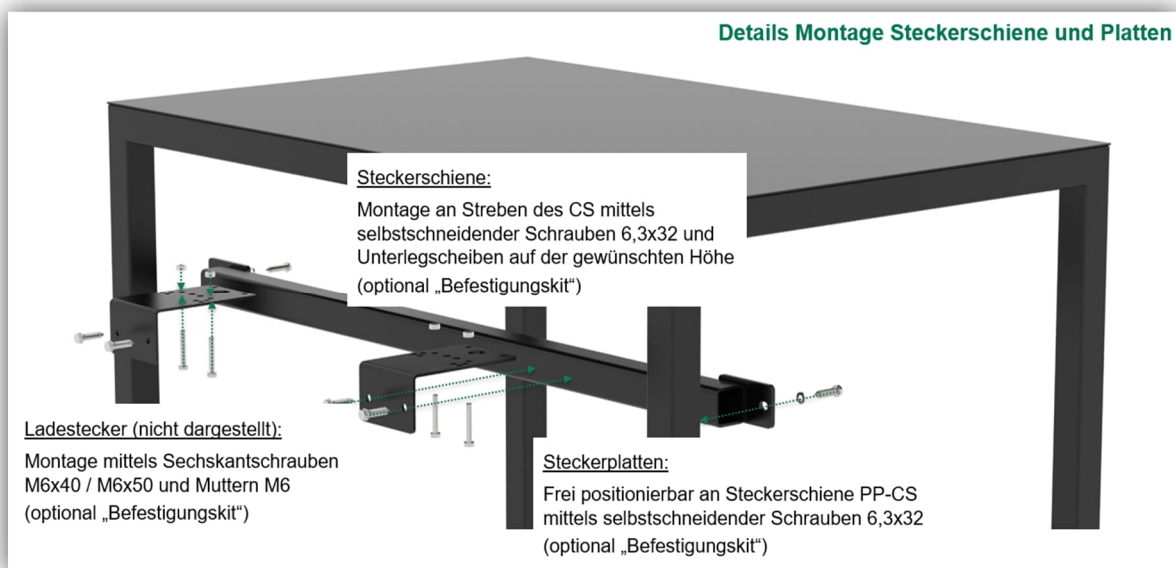 Details Montage Steckerschiene und Platten
Steckerschiene:
Montage an Streben des CS mittels
selbstschneidender Schrauben 6,3x32 und
Unterlegscheiben auf der gewünschten Höhe
(optional „Befestigungskit“)
Ladestecker (nicht dargestellt):
Montage mittels Sechskantschrauben
M6x40 / M6x50 und Muttern M6
(optional „Befestigungskit“)
Steckerplatten:
Frei positionierbar an Steckerschiene PP-CS
mittels selbstschneidender Schrauben 6,3x32
(optional „Befestigungskit“)